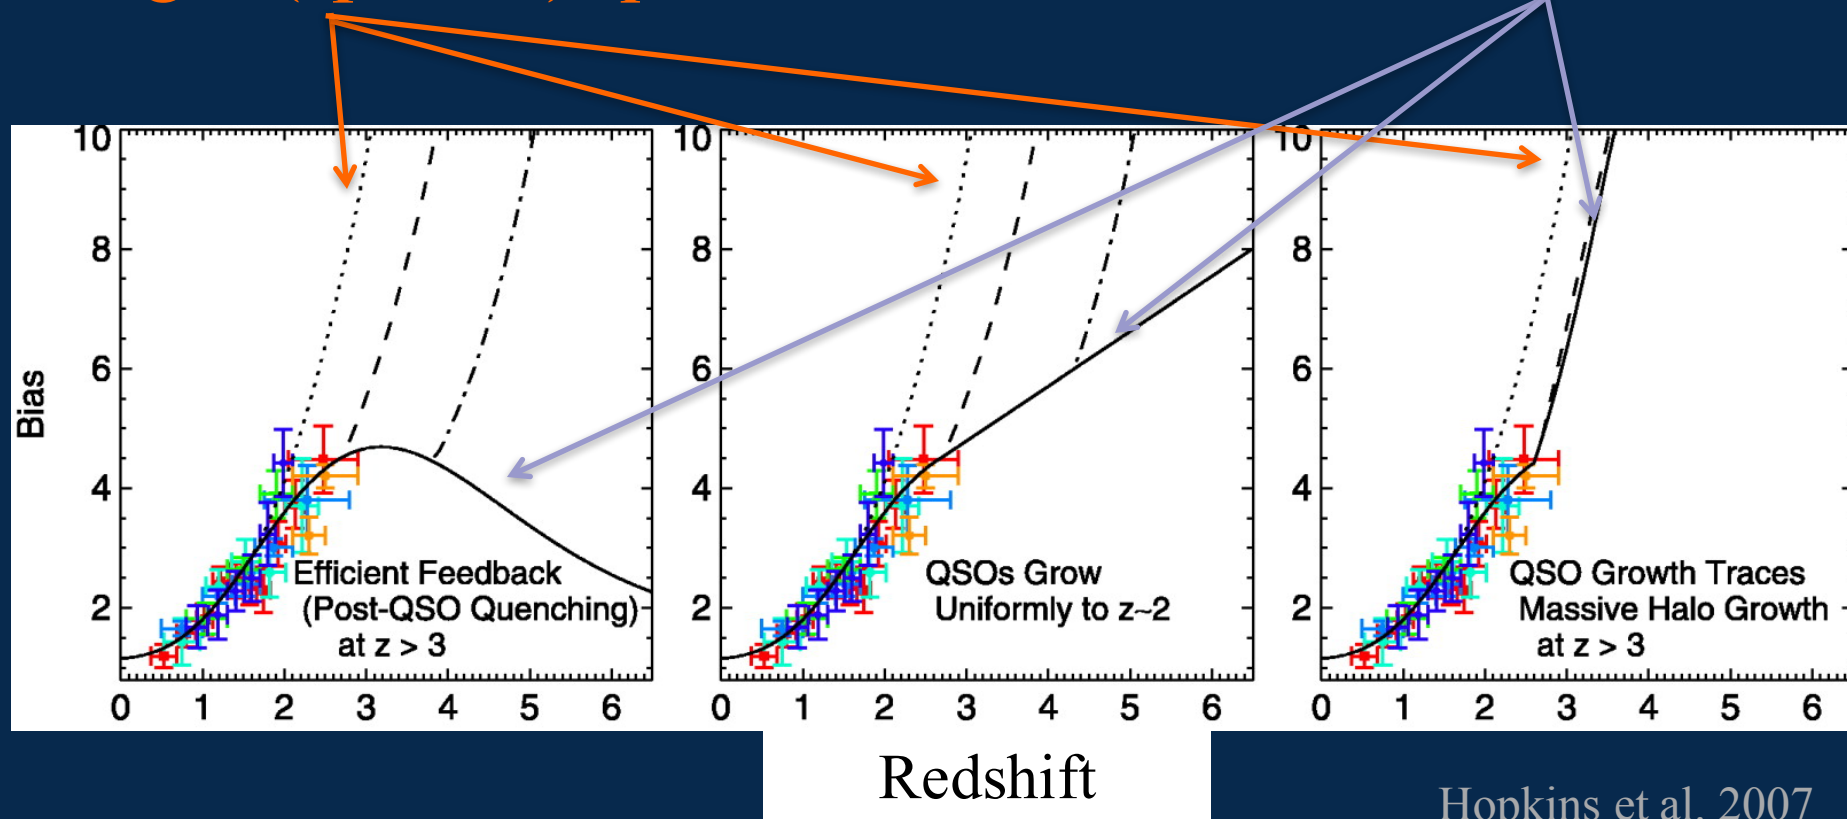 10
8
6
4
2
Bias
Efficient Feedback
(Post-QSO Quenching)
at z > 3
0 1 2 3 4 5 6
10
8
6
4
2
QSOs Grow
Uniformly to z~2
0 1 2 3 4 5 6
10
8
6
4
2
QSO Growth Traces
Massive Halo Growth
at z > 3
0 1 2 3 4 5 6
Redshift
Hopkins et al. 2007